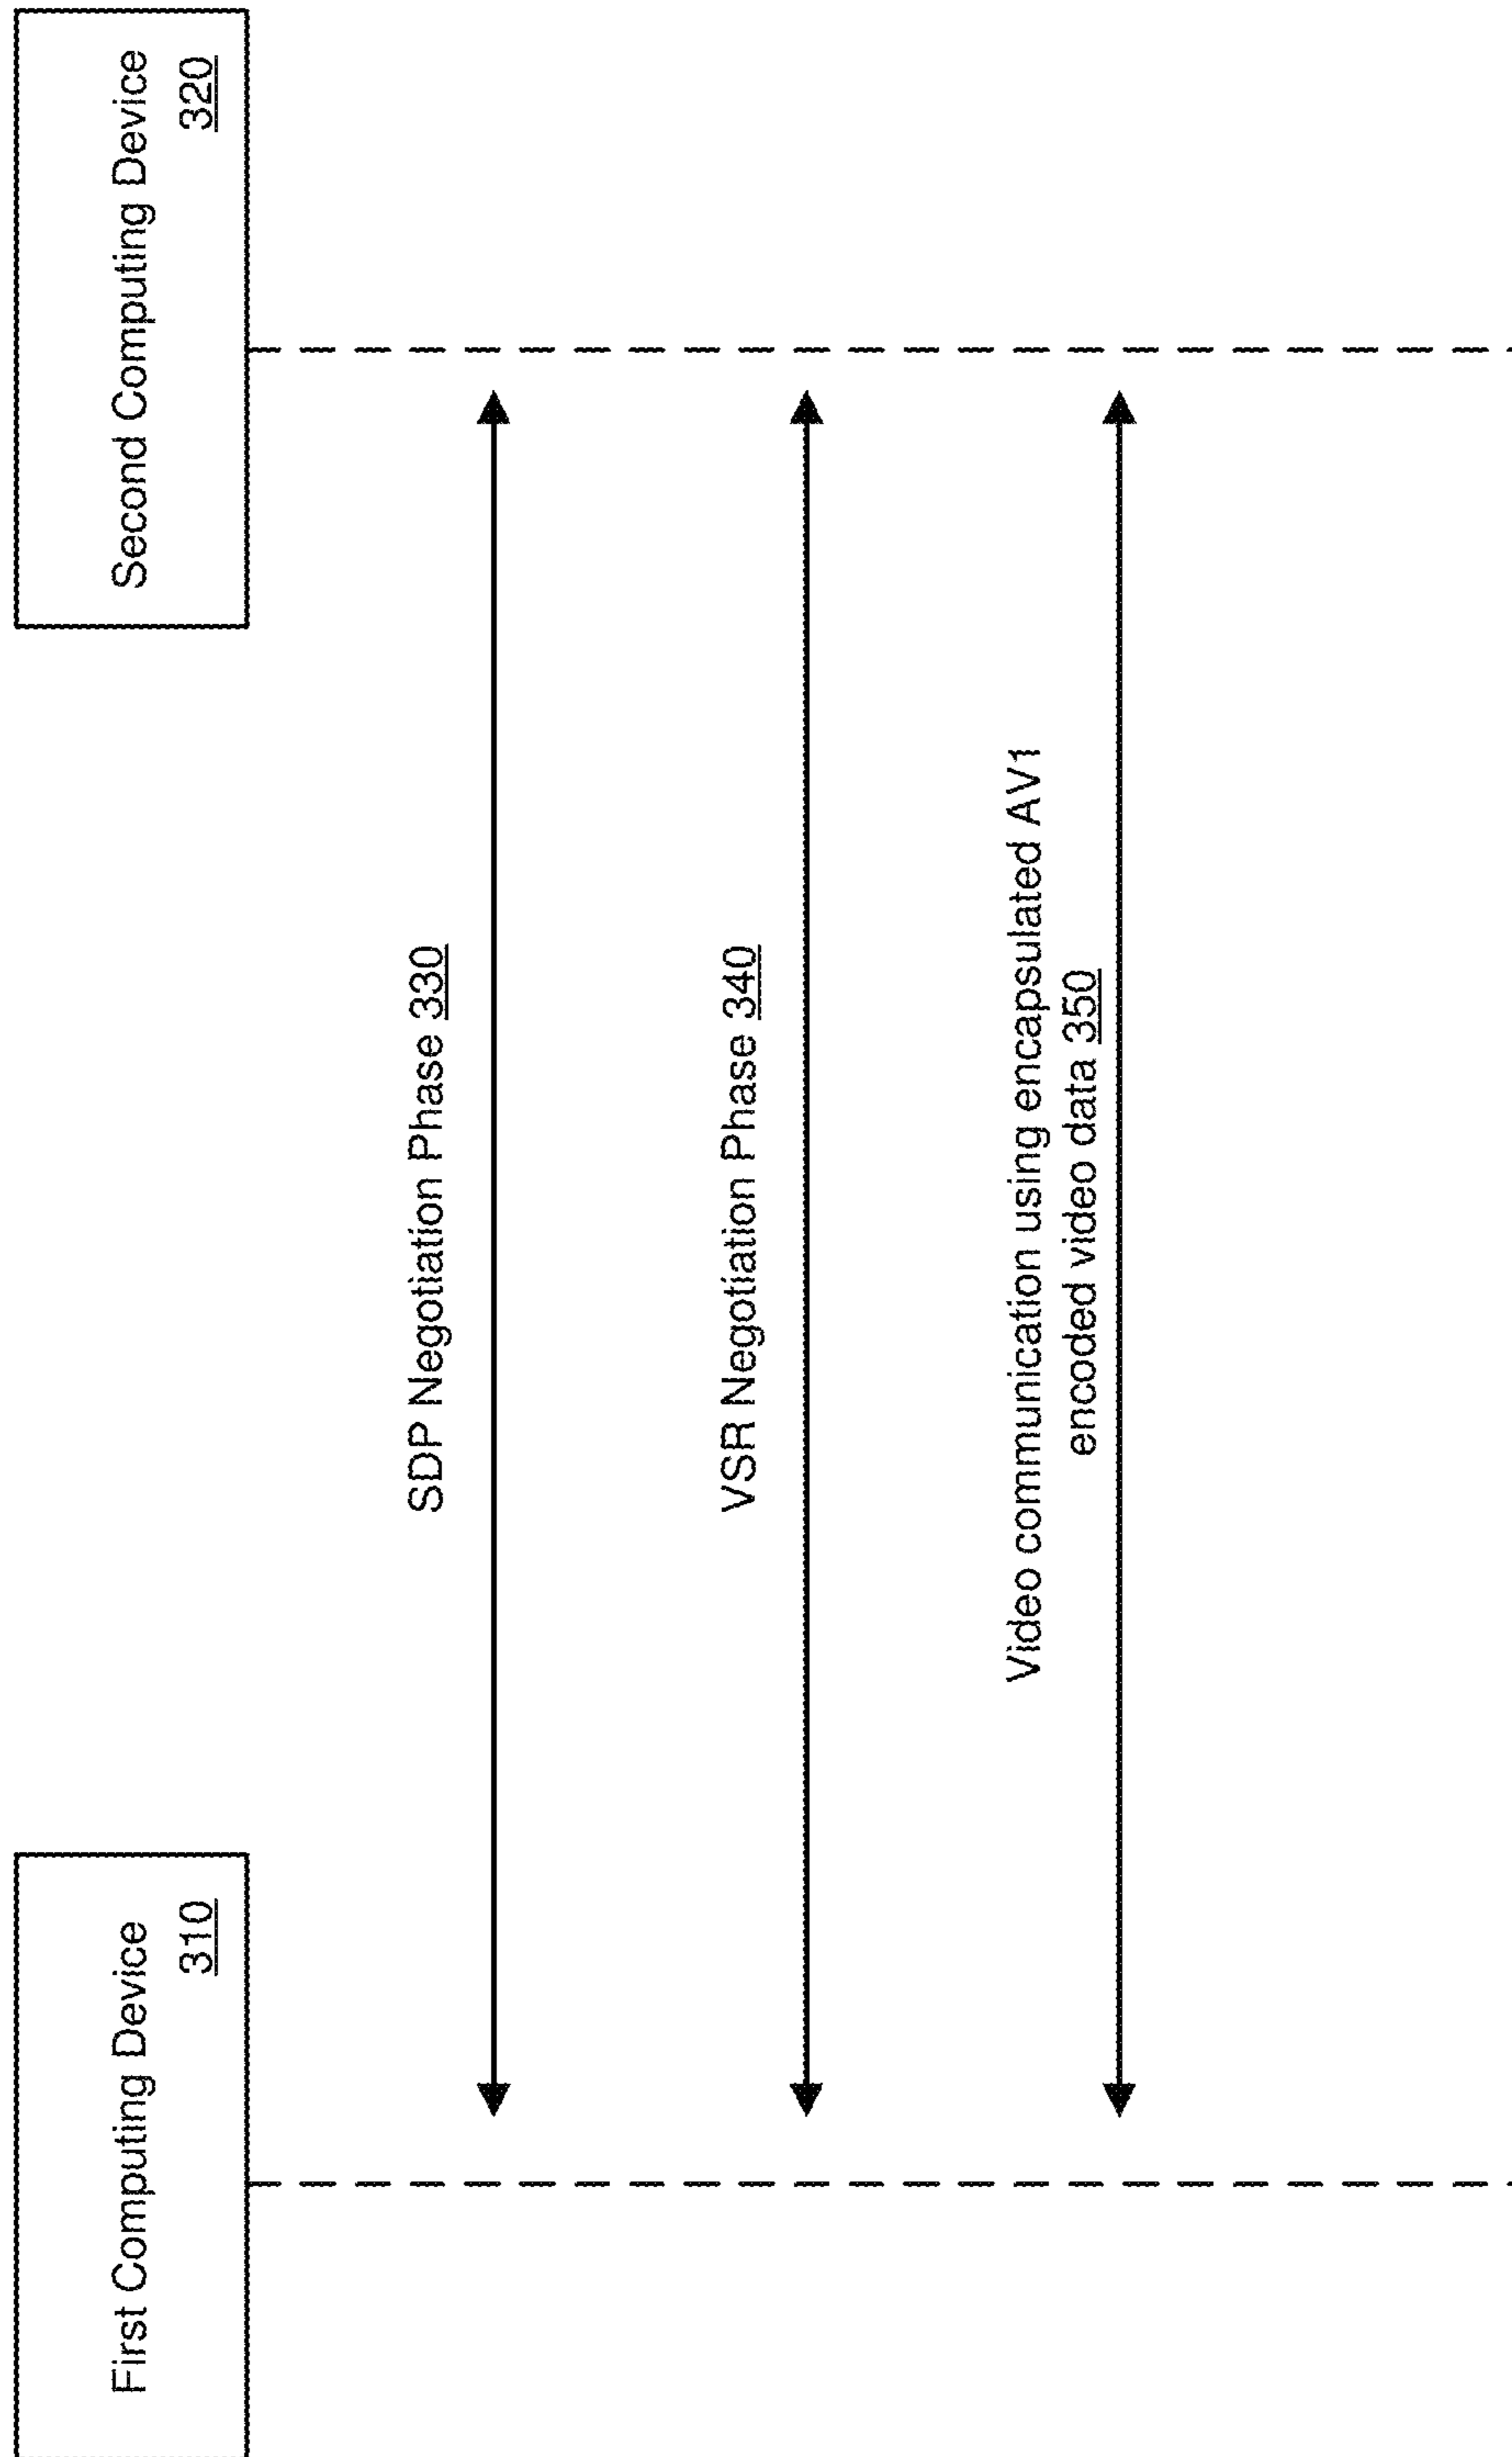 First Computing Device
310
Second Computing Device
320
SDP Negotiation Phase 330
VSR Negotiation Phase 340
Video communication using encapsulated AV1
encoded video data 350